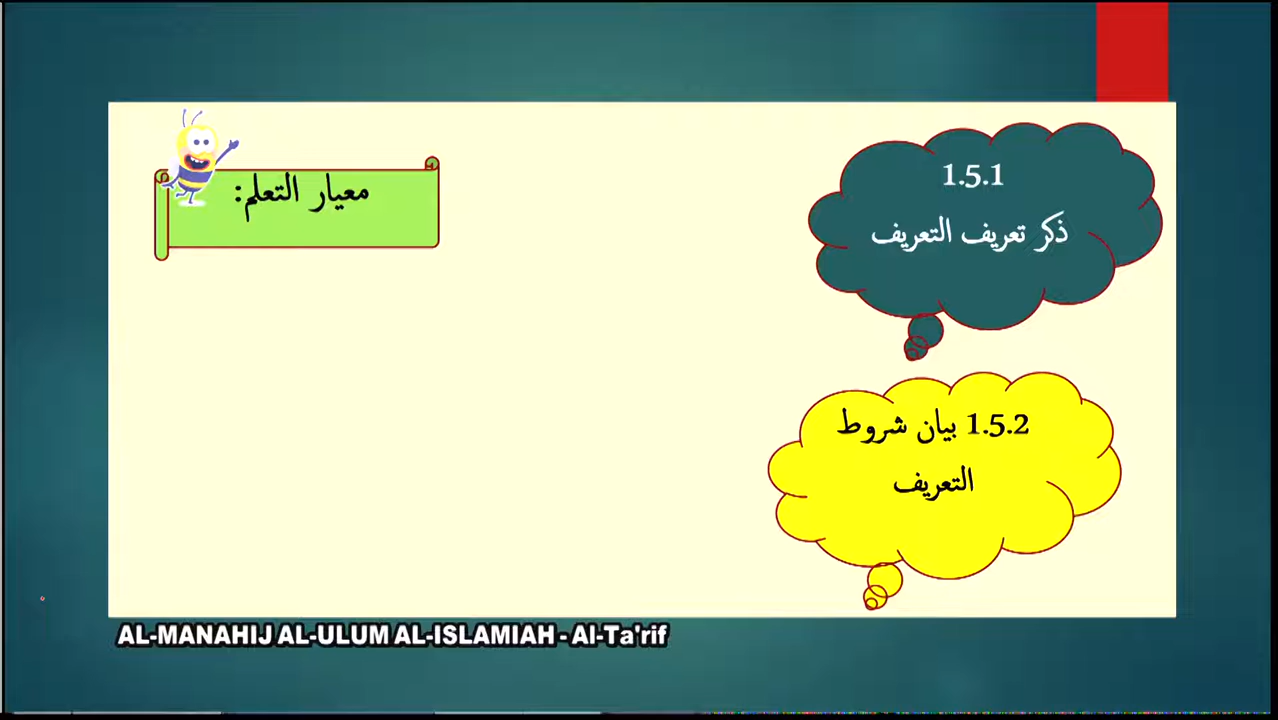 معيار التعلم:
1.5.1
ذكر تعريف التعريف
1.5.2 بيان شروط
التعريف
AL-MANAHIJ AL-ULUM AL-ISLAMIAH - Al-Ta'rif